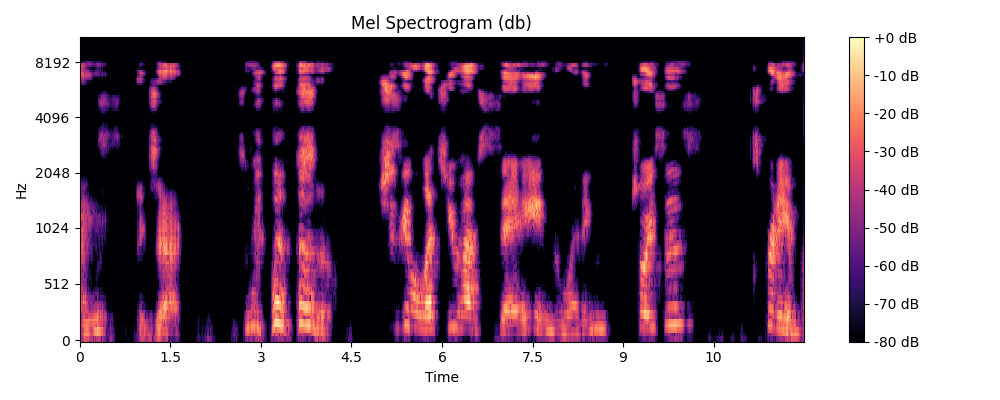 Mel Spectrogram (db)
8192
4096
2048
1024
512
0
Hz
0 1.5 3 4.5 6 7.5 9 10
Time
+0 dB
-10 dB
-20 dB
-30 dB
-40 dB
-50 dB
-60 dB
-70 dB
-80 dB